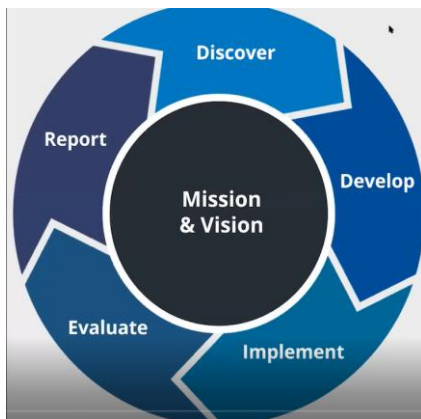 Discover
Develop
Implement
Evaluate
Report
Mission
& Vision